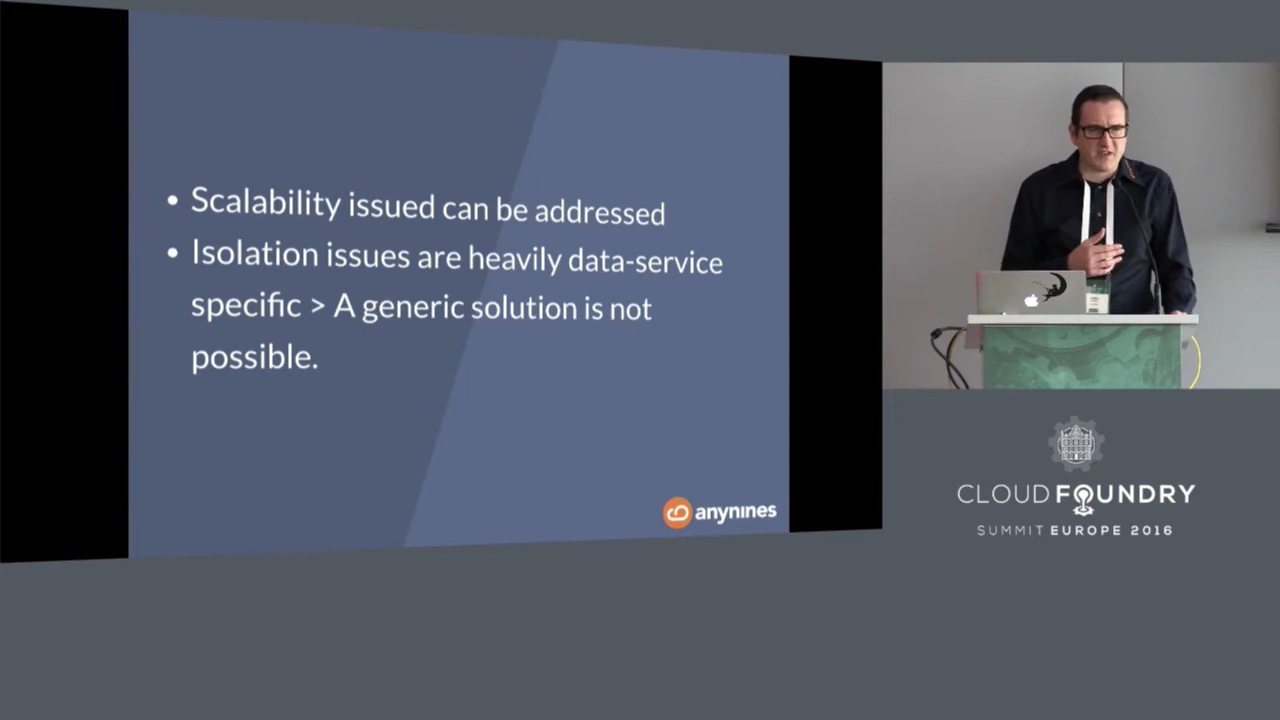 • Scalability issued can be addressed
• Isolation issues are heavily data-service
specific > A generic solution is not
possible.
anynines
CLOUD FOUNDRY
SUMMIT EUROPE 2016